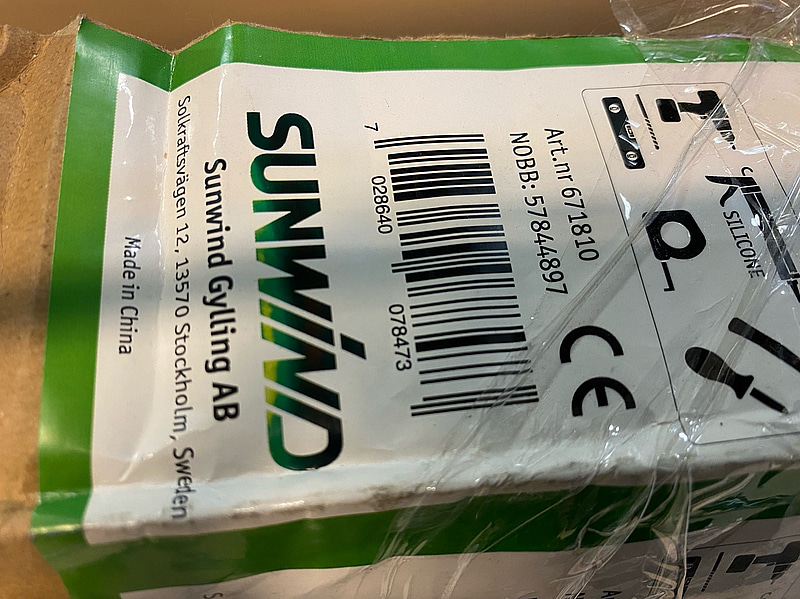 SILICONE
Art.nr 671810
NOBB: 57844897
CE
7 028640 078473
SUNWIND
Sunwind Gylling AB
Solkraftsvägen 12, 13570 Stockholm, Sweden
Made in China